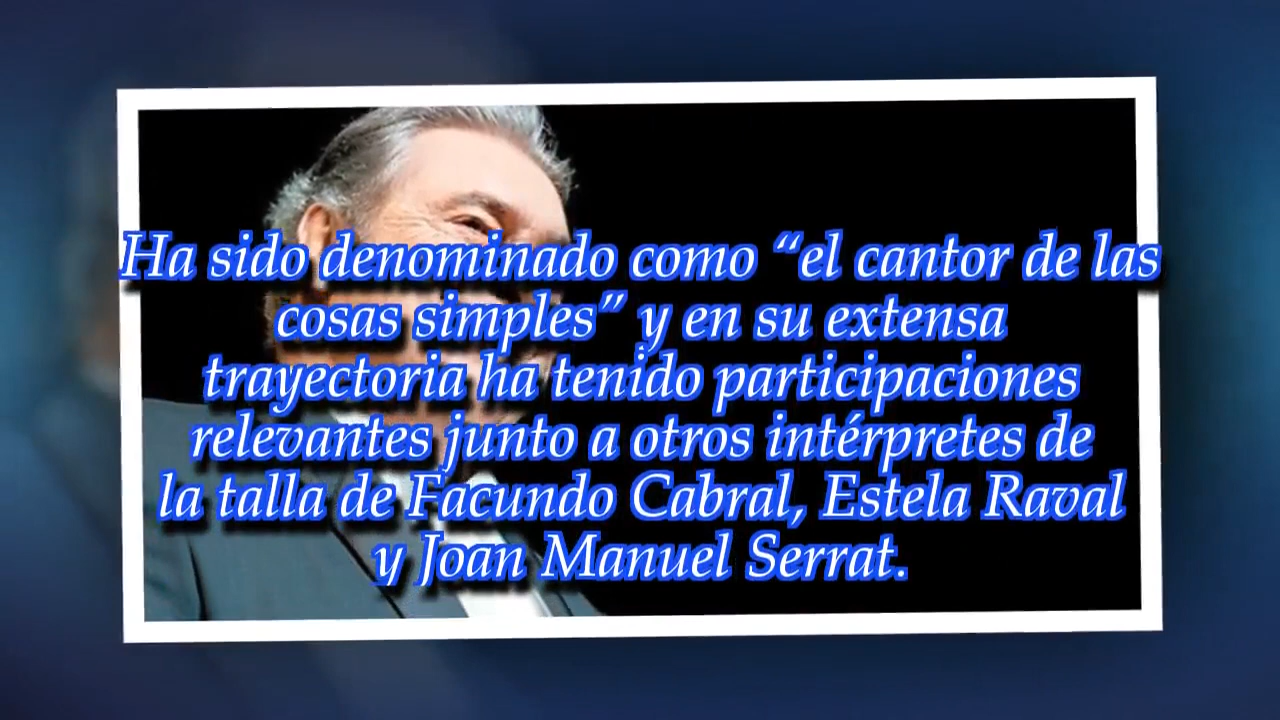 Ha sido denominado como “el cantor de las
cosas simples” y en su extensa
trayectoria ha tenido participaciones
relevantes junto a otros intérpretes de
la talla de Facundo Cabral, Estela Raval
y Joan Manuel Serrat.